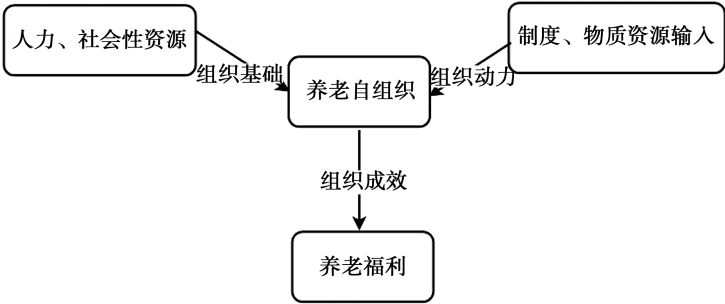 人力、社会性资源
制度、物质资源输入
组织基础
组织动力
养老自组织
组织成效
养老福利